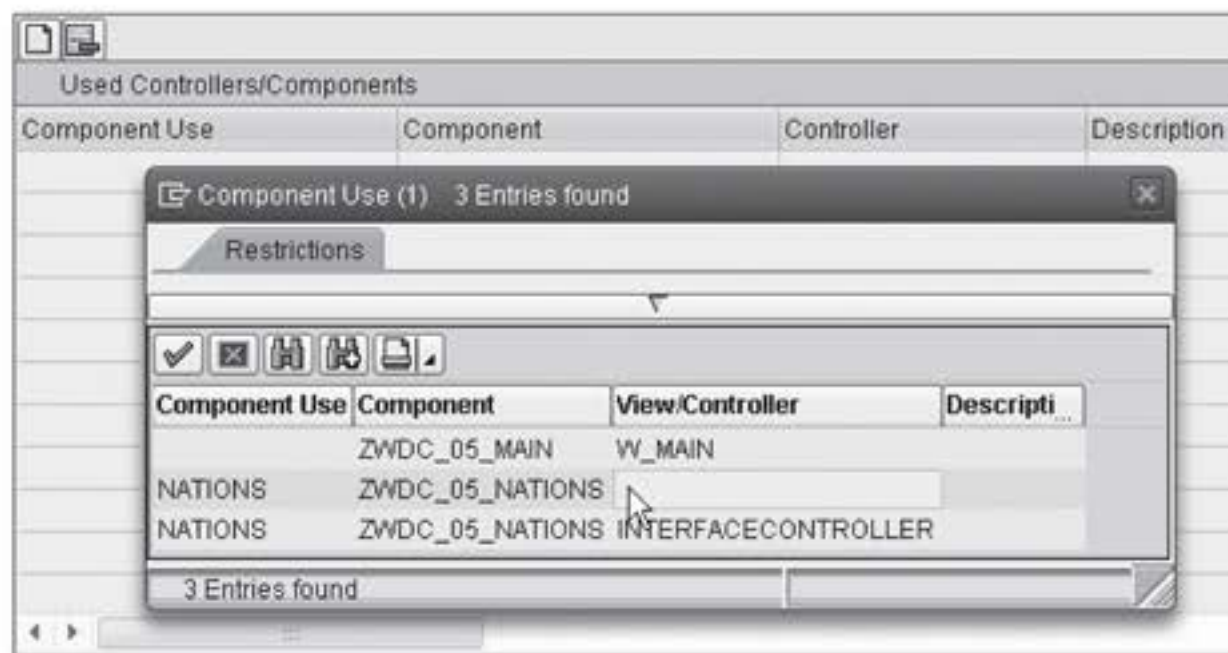 Used Controllers/Components
Component Use Component Controller Description
Component Use (1) 3 Entries found
Restrictions
Component Use Component View/Controller Descripti...
ZWDC_05_MAIN W_MAIN
NATIONS ZWDC_05_NATIONS
NATIONS ZWDC_05_NATIONS INTERFACECONTROLLER
3 Entries found